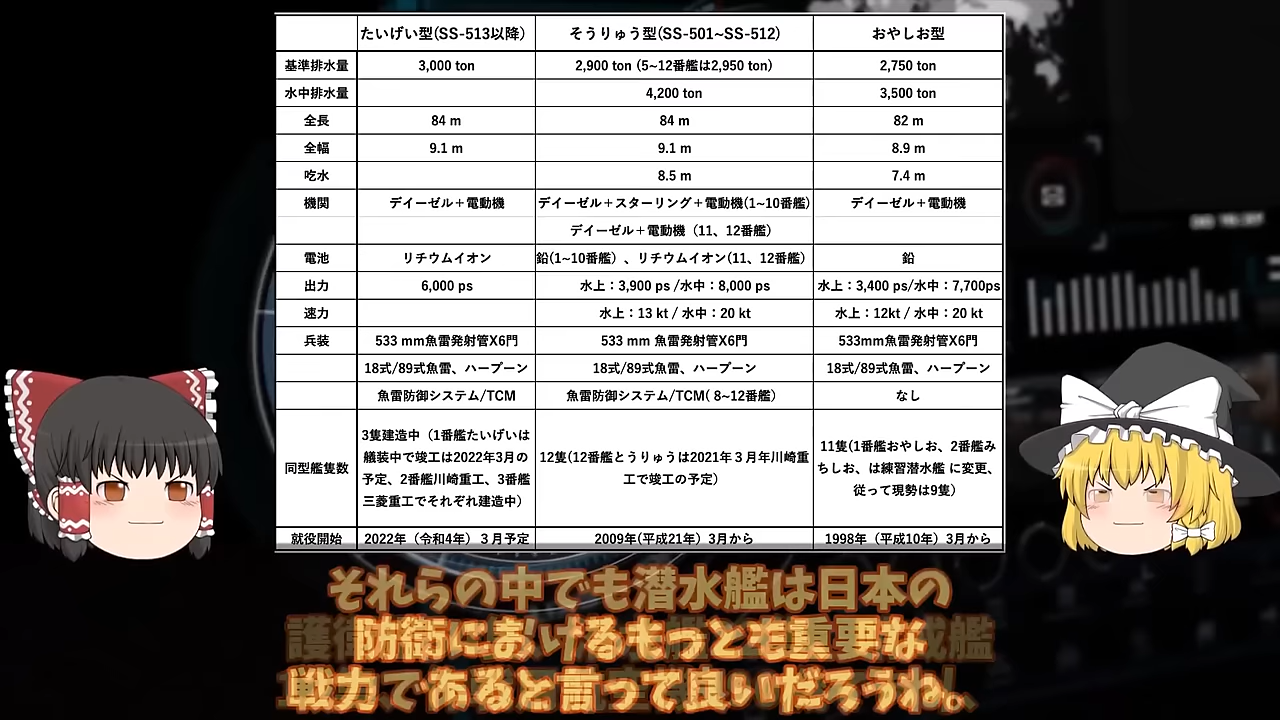 たいげい型(SS-513以降) そうりゅう型(SS-501~SS-512) おやしお型
基準排水量 3,000 ton 2,900 ton (5~12番艦は2,950 ton) 2,750 ton
水中排水量 4,200 ton 3,500 ton
全長 84 m 84 m 82 m
全幅 9.1 m 9.1 m 8.9 m
吃水 8.5 m 7.4 m
機関 デイーゼル＋電動機 デイーゼル＋スターリング＋電動機(1~10番艦) デイーゼル＋電動機
デイーゼル＋電動機（11、12番艦）
電池 リチウムイオン 鉛(1~10番艦）、リチウムイオン(11、12番艦） 鉛
出力 6,000 ps 水上：3,900 ps /水中：8,000 ps 水上：3,400 ps/水中：7,700ps
速力 水上：13 kt / 水中：20 kt 水上：12kt / 水中：20 kt
兵装 533 mm魚雷発射管X6門 533 mm 魚雷発射管X6門 533mm魚雷発射管X6門
18式/89式魚雷、ハープーン 18式/89式魚雷、ハープーン 18式/89式魚雷、ハープーン
魚雷防御システム/TCM 魚雷防御システム/TCM( 8~12番艦） なし
同型艦隻数
3隻建造中（1番艦たいげいは
艤装中で竣工は2022年3月の
予定、2番艦川崎重工、3番艦
三菱重工でそれぞれ建造中）
12隻(12番艦とうりゅうは2021年３月年川崎重
工で竣工の予定）
11隻(1番艦おやしお、2番艦み
ちしお、は練習潜水艦 に変更、
従って現勢は9隻）
就役開始 2022年（令和4年）３月予定 2009年(平成21年）3月から 1998年（平成10年）3月から
それらの中でも潜水艦は日本の
防衛におけるもっとも重要な
戦力であると言って良いだろうね。